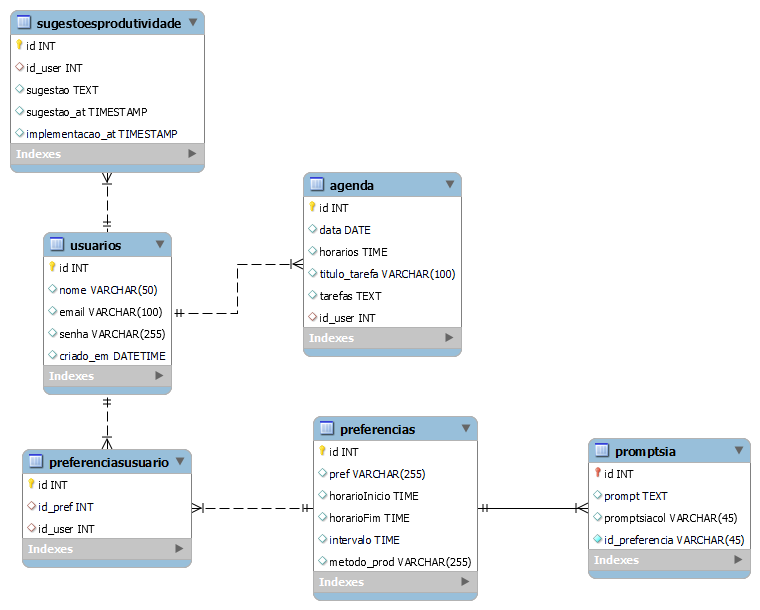 sugestoesprodutividade
id INT
id_user INT
sugestao TEXT
sugestao_at TIMESTAMP
implementacao_at TIMESTAMP
Indexes
usuarios
id INT
nome VARCHAR(50)
email VARCHAR(100)
senha VARCHAR(255)
criado_em DATETIME
Indexes
agenda
id INT
data DATE
horarios TIME
titulo_tarefa VARCHAR(100)
tarefas TEXT
id_user INT
Indexes
preferenciasusuario
id INT
id_pref INT
id_user INT
Indexes
preferencias
id INT
pref VARCHAR(255)
horarioInicio TIME
horarioFim TIME
intervalo TIME
metodo_prod VARCHAR(255)
Indexes
promptsia
id INT
prompt TEXT
promptsiacol VARCHAR(45)
id_preferencia VARCHAR(45)
Indexes